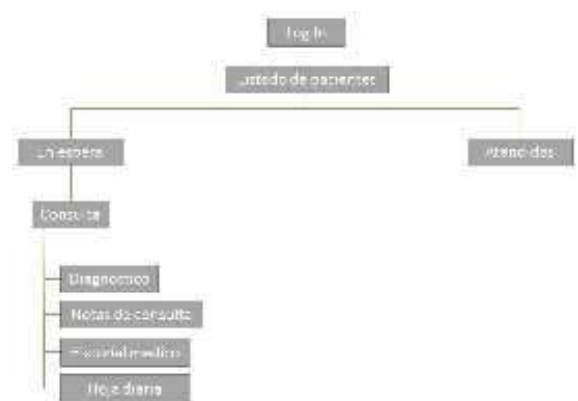 Log In
Listado de pacientes
En espera
Atendidos
Consulta
Diagnostico
Notas de consulta
Historial medico
Hoja diaria